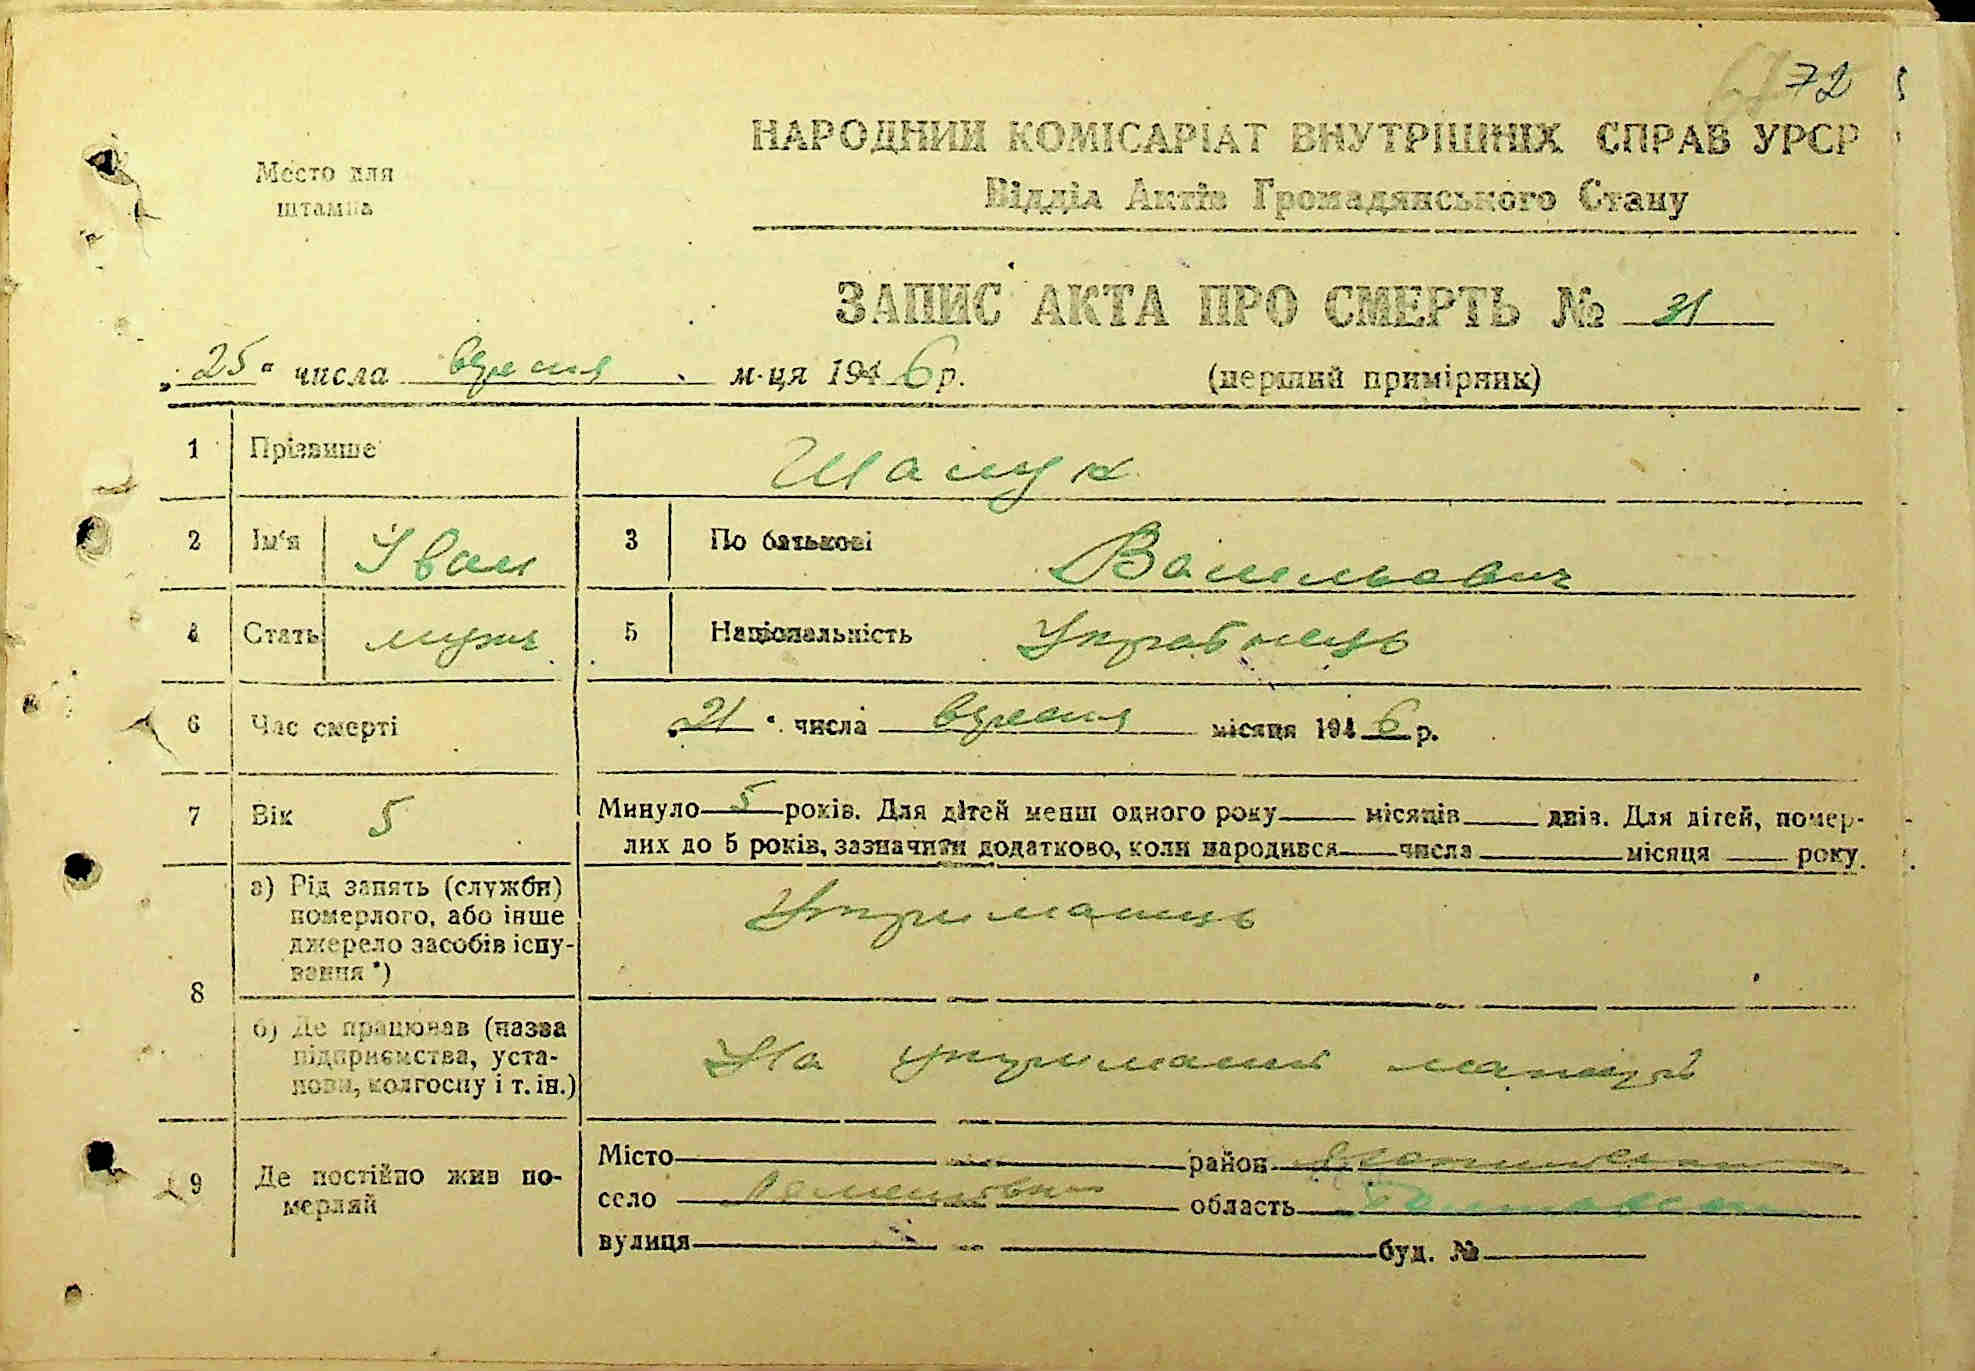 72
НАРОДНИЙ КОМІСАРІАТ ВНУТРІШНІХ СПРАВ УРСР
Место для
штампа
Відділ Актів Громадянського Стану
ЗАПИС АКТА ПРО СМЕРТЬ № 31
„25“ числа вересня м-ця 1946 р. (перший примірник)
1 Прізвище
2 Ім'я Іван 3 По батькові Васильович
4 Стать муж 5 Національність Українець
6 Час смерті „21“ числа вересня місяця 1946 р.
7 Вік 5 Минуло 5 років. Для дітей менш одного року місяців днів. Для дітей, помер-
лих до 5 років, зазначити додатково, коли народився числа місяця року.
8 а) Рід занять (служби)
померлого, або інше
джерело засобів існу-
вання *)
Утриманець
б) Де працював (назва
підприємства, уста-
нови, колгоспу і т. ін.)
На утриманні матері
9 Де постійно жив по-
мерлий
Місто район
село область Полтавська
вулиця буд. №